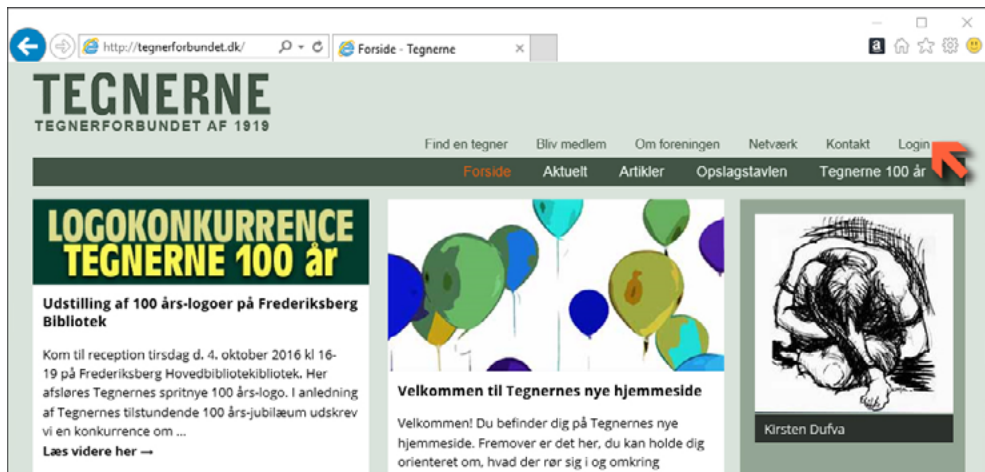 http://tegnerforbundet.dk/
Forside - Tegnerne
TEGNERNE
TEGNERFORBUNDET AF 1919
Find en tegner Bliv medlem Om foreningen Netværk Kontakt Login
Forside Aktuelt Artikler Opslagstavlen Tegnerne 100 år
LOGOKONKURRENCE
TEGNERNE 100 år
Udstilling af 100 års-logoer på Frederiksberg
Bibliotek
Kom til reception tirsdag d. 4. oktober 2016 kl 16-
19 på Frederiksberg Hovedbibliotekibliotek. Her
afsløres Tegnernes spritnye 100 års-logo. I anledning
af Tegnernes tilstundende 100 års-jubilæum udskrev
vi en konkurrence om ...
Læs videre her →
Velkommen til Tegnernes nye hjemmeside
Velkommen! Du befinder dig på Tegnernes nye
hjemmeside. Fremover er det her, du kan holde dig
orienteret om, hvad der rør sig i og omkring
Kirsten Dufva